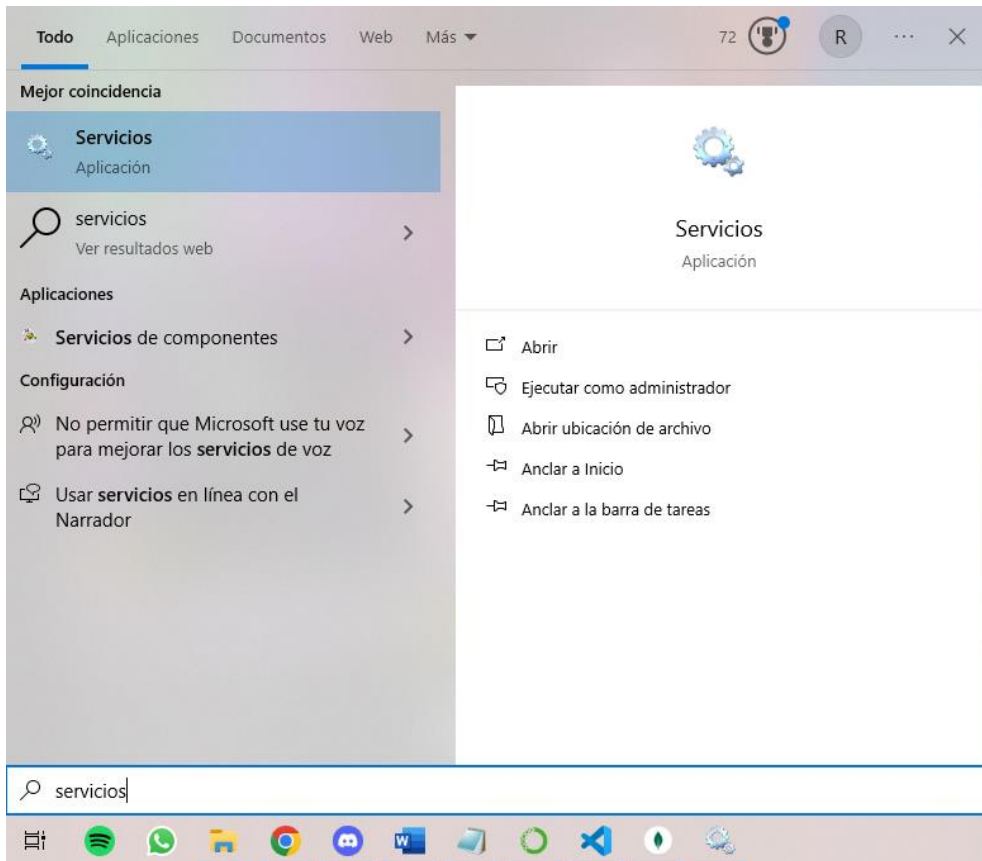 Todo Aplicaciones Documentos Web Más 72 R ...
Mejor coincidencia
Servicios
Aplicación
servicios
Ver resultados web
Aplicaciones
Servicios de componentes
Configuración
No permitir que Microsoft use tu voz
para mejorar los servicios de voz
Usar servicios en línea con el
Narrador
Servicios
Aplicación
Abrir
Ejecutar como administrador
Abrir ubicación de archivo
Anclar a Inicio
Anclar a la barra de tareas
servicios
W